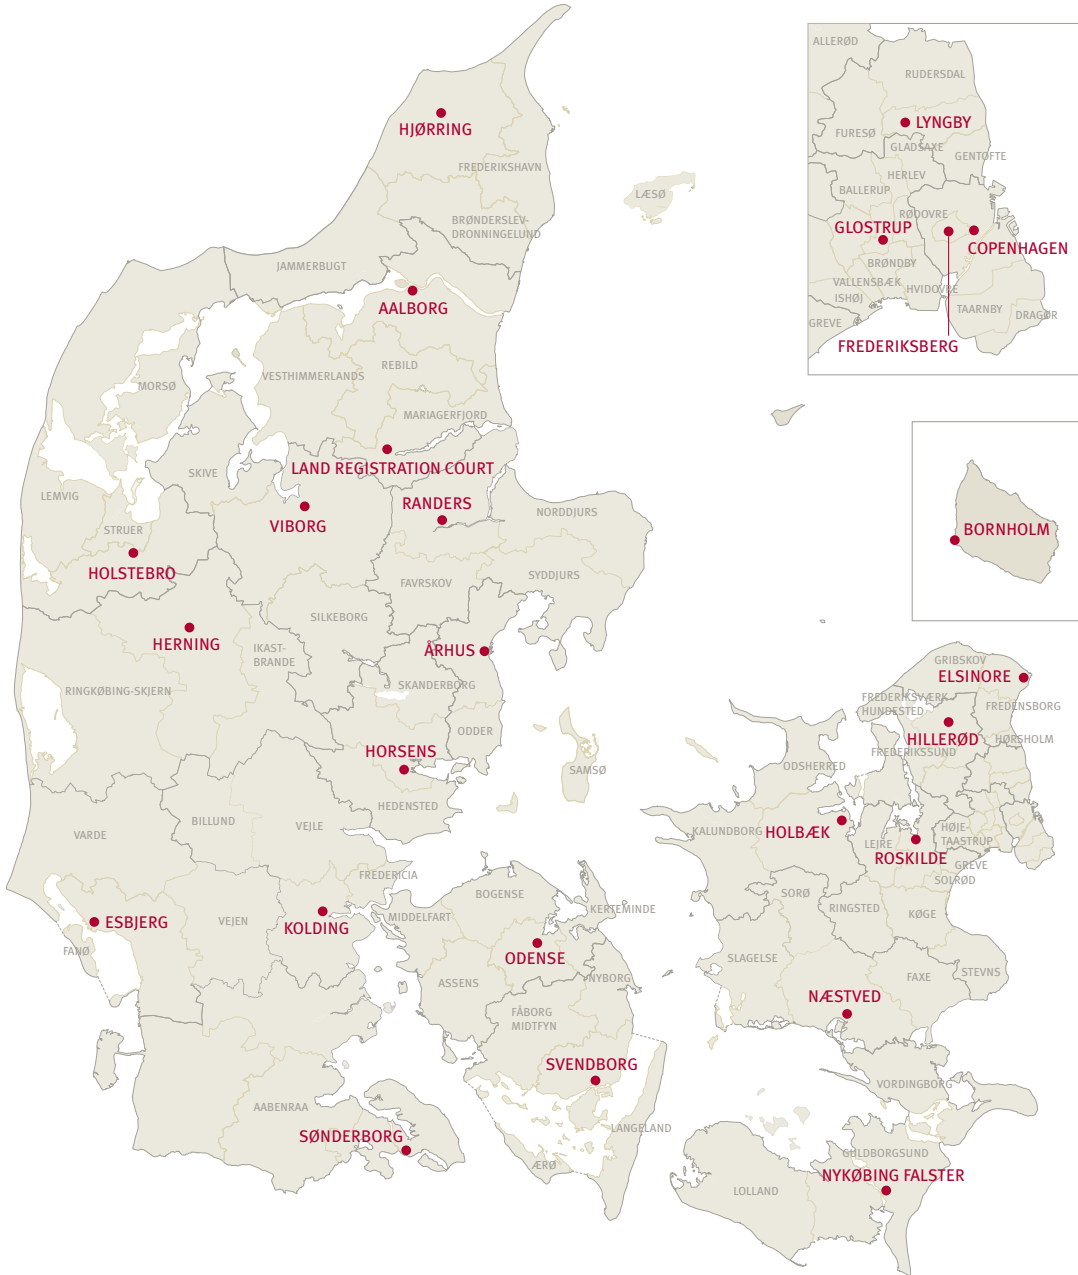 HJØRRING
FREDERIKSHAVN
LÆSØ
BRØNDERSLEV-
DRONNINGELUND
JAMMERBUGT
AALBORG
REBILD
VESTHIMMERLANDS
MORSØ
MARIAGERFJORD
LAND REGISTRATION COURT
SKIVE
LEMVIG
RANDERS
NORDDJURS
VIBORG
STRUER
HOLSTEBRO
FAVRSKOV
SYDDJURS
SILKEBORG
HERNING
IKAST-
BRANDE
ÅRHUS
SKANDERBORG
RINGKØBING-SKJERN
ODDER
HORSENS
SAMSØ
HEDENSTED
VARDE
BILLUND
VEJLE
FREDERICIA
ESBJERG
VEJEN
KOLDING
FANØ
BOGENSE
MIDDELFART
KERTEMINDE
ODENSE
ASSENS
NYBORG
FÅBORG
MIDTFYN
SVENDBORG
AABENRAA
SØNDERBORG
LANGELAND
ÆRØ
ALLERØD
RUDERSDAL
LYNGBY
FURESØ
GLADSAXE
GENTOFTE
HERLEV
BALLERUP
RØDOVRE
GLOSTRUP
COPENHAGEN
BRØNDBY
VALLENSBÆK
HVIDOVRE
ISHØJ
TAARNBY
DRAGØR
GREVE
FREDERIKSBERG
BORNHOLM
GRIBSKOV
ELSINORE
FREDERIKSVÆRK
HUNDESTED
FREDENSBORG
HILLERØD
HØRSHOLM
FREDERIKSSUND
ODSHERRED
KALUNDBORG
HOLBÆK
HØJE-
TAASTRUP
LEJRE
ROSKILDE
GREVE
SOLRØD
SORØ
RINGSTED
KØGE
SLAGELSE
FAXE
STEVNS
NÆSTVED
VORDINGBORG
GULDBORGSUND
NYKØBING FALSTER
LOLLAND